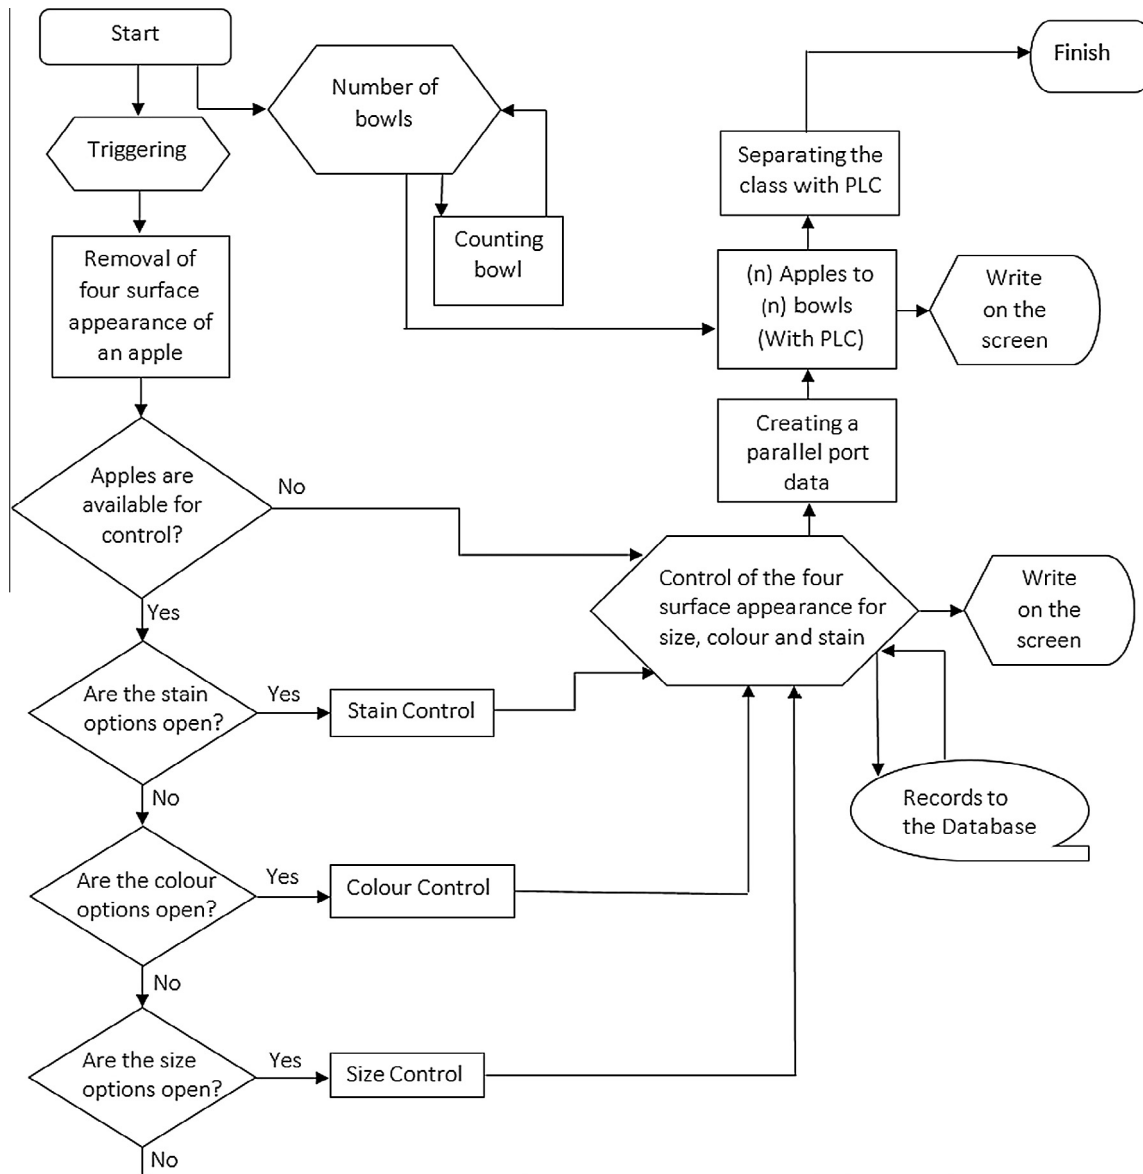 Start
Triggering
Removal of
four surface
appearance of
an apple
Apples are
available for
control?
No
Yes
Are the stain
options open?
Yes
Stain Control
No
Are the colour
options open?
Yes
Colour Control
No
Are the size
options open?
Yes
Size Control
No
Number of
bowls
Counting
bowl
Finish
Separating the
class with PLC
(n) Apples to
(n) bowls
(With PLC)
Write
on the
screen
Creating a
parallel port
data
Control of the four
surface appearance for
size, colour and stain
Write
on the
screen
Records to
the Database